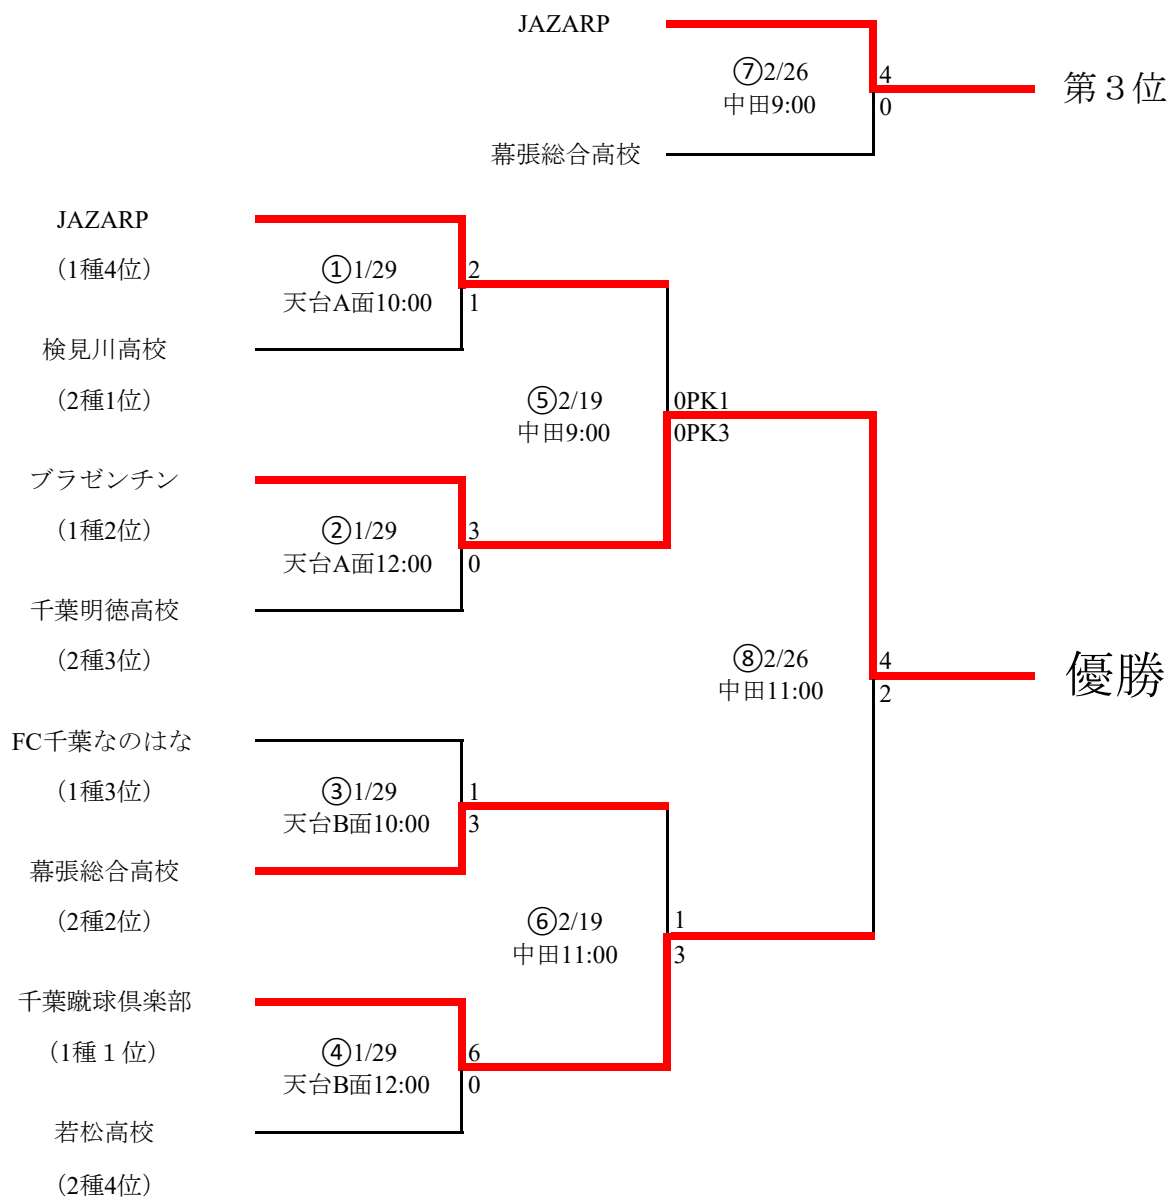 JAZARP
⑦2/26
中田9:00
4
0
第３位
幕張総合高校
JAZARP
（1種4位）
①1/29
天台A面10:00
2
1
検見川高校
（2種1位）
⑤2/19
中田9:00
0PK1
0PK3
ブラゼンチン
（1種2位）
②1/29
天台A面12:00
3
0
千葉明徳高校
（2種3位）
⑧2/26
中田11:00
4
2
優勝
FC千葉なのはな
（1種3位）
③1/29
天台B面10:00
1
3
幕張総合高校
（2種2位）
⑥2/19
中田11:00
1
3
千葉蹴球倶楽部
（1種１位）
④1/29
天台B面12:00
6
0
若松高校
（2種4位）